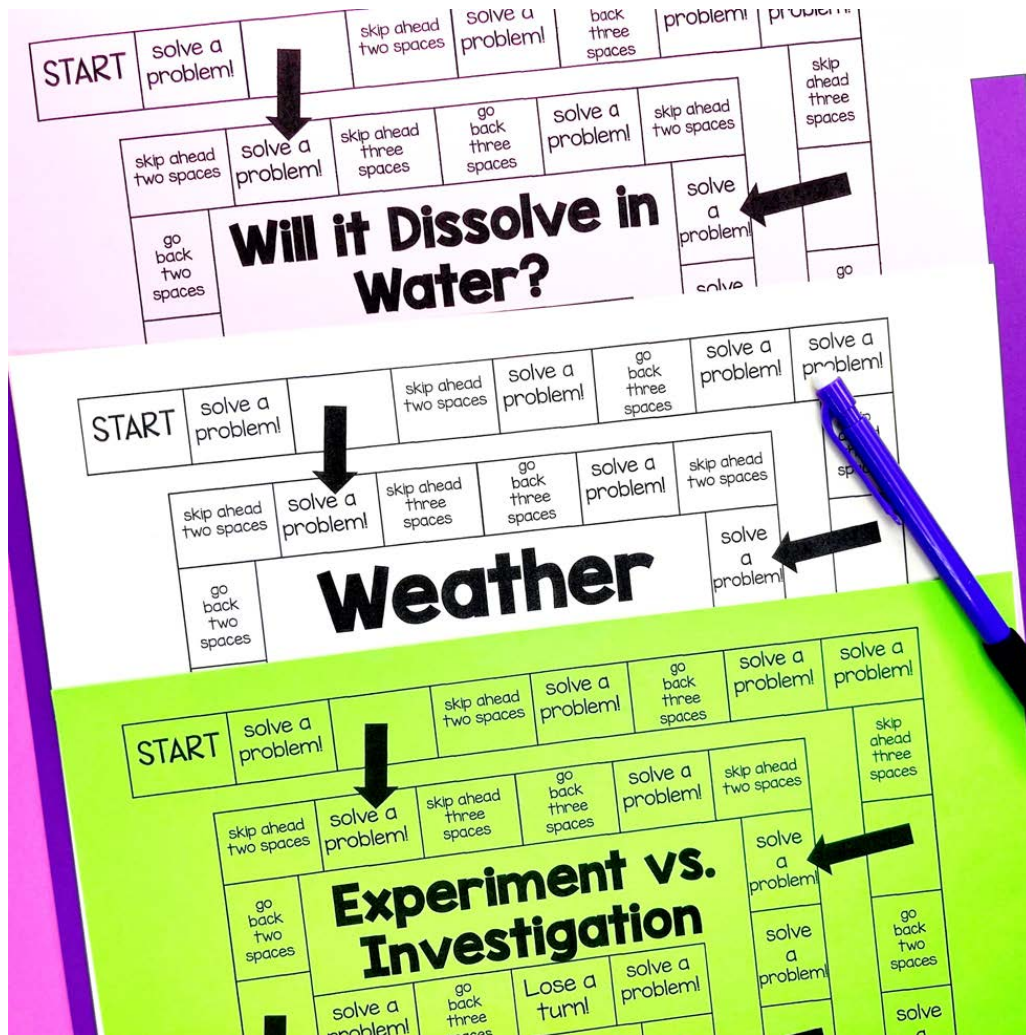 START
solve a
problem!
skip ahead
two spaces
solve a
problem!
back
three
spaces
problem!
problem!
skip
ahead
three
spaces
go
skip ahead
two spaces
solve a
problem!
skip ahead
three
spaces
go
back
three
spaces
solve a
problem!
skip ahead
two spaces
solve
a
problem!
solve
go
back
two
spaces
Will it Dissolve in
Water?
START
solve a
problem!
skip ahead
two spaces
solve a
problem!
go
back
three
spaces
solve a
problem!
solve a
problem!
skip ahead
two spaces
solve a
problem!
skip ahead
three
spaces
go
back
three
spaces
solve a
problem!
skip ahead
two spaces
solve
a
problem!
go
back
two
spaces
Weather
START
solve a
problem!
skip ahead
two spaces
solve a
problem!
go
back
three
spaces
solve a
problem!
solve a
problem!
skip
ahead
three
spaces
go
back
two
spaces
solve
skip ahead
two spaces
solve a
problem!
skip ahead
three
spaces
go
back
three
spaces
solve a
problem!
skip ahead
two spaces
solve
a
problem!
solve
a
problem!
go
back
two
spaces
Experiment vs.
Investigation
solve a
problem!
go
back
three
Lose a
turn!
solve a
problem!